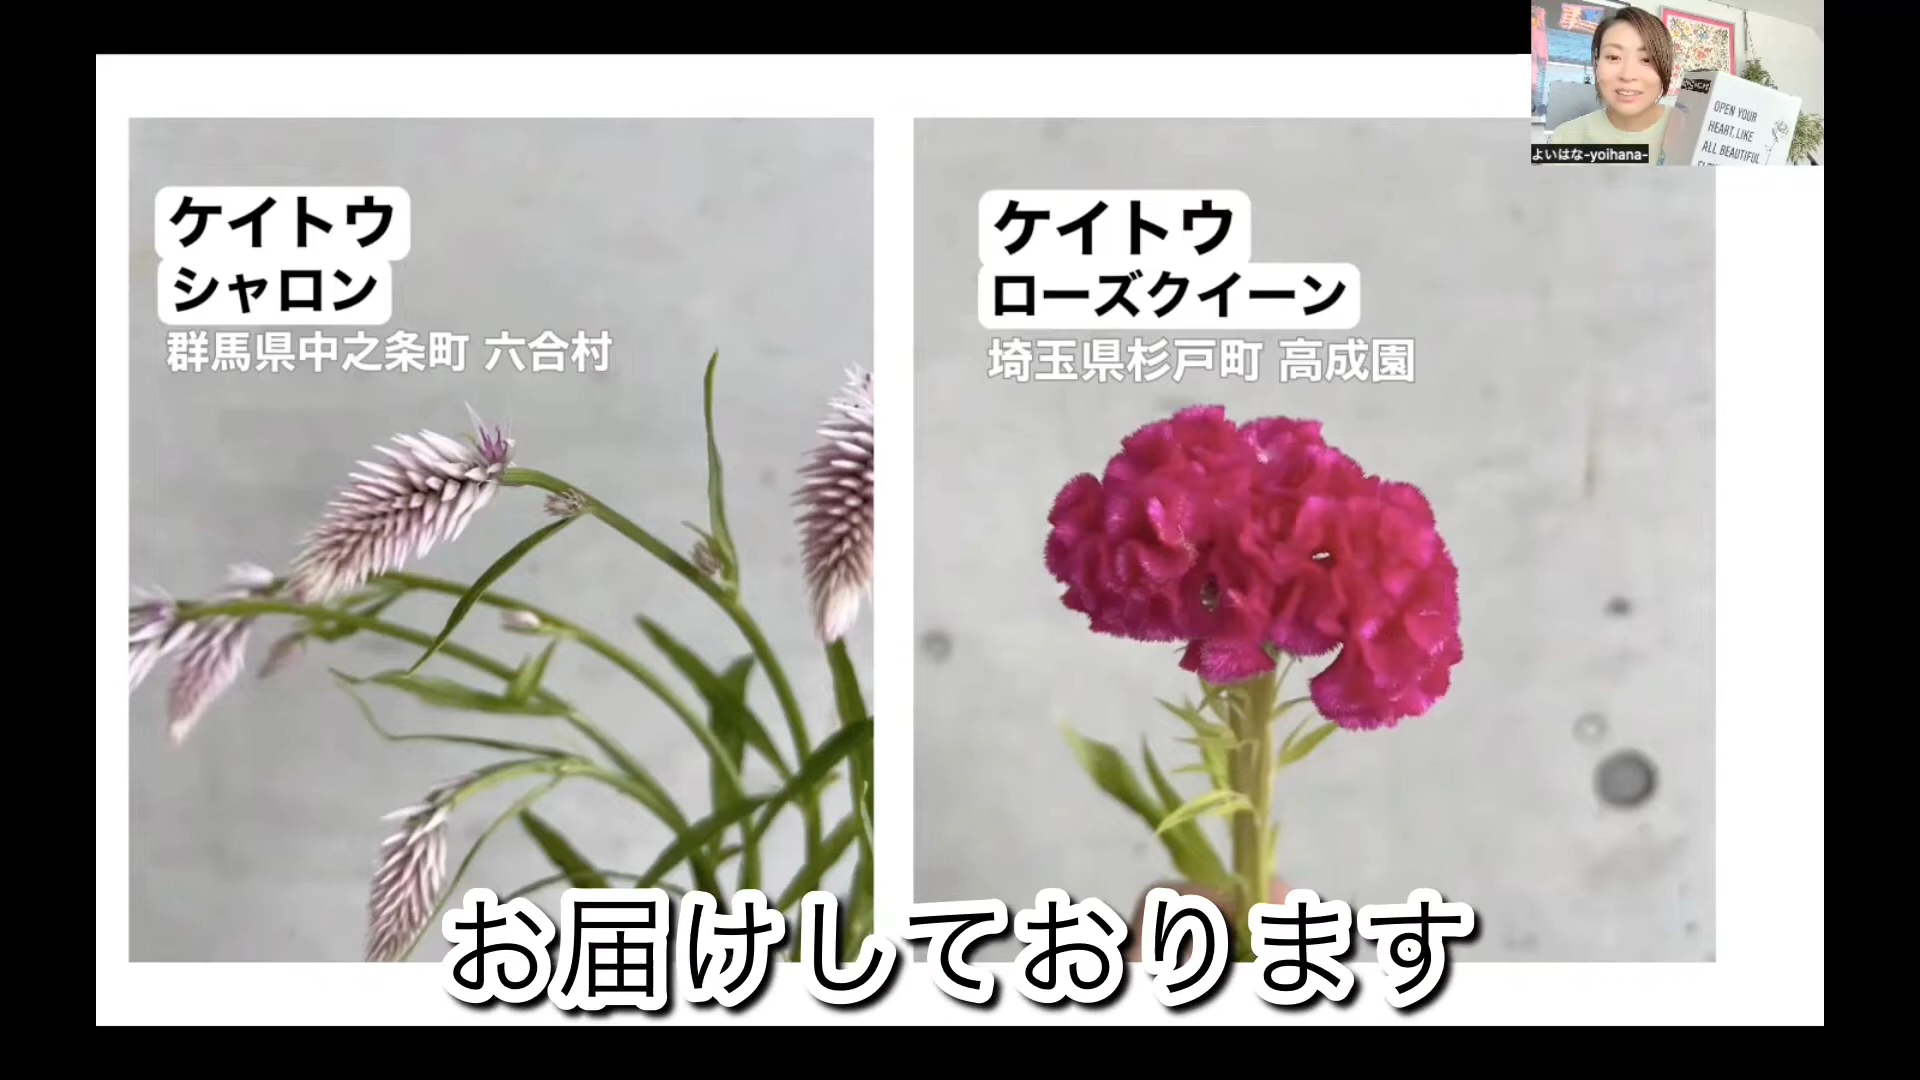 ケイトウ
シャロン
群馬県中之条町 六合村
ケイトウ
ローズクイーン
埼玉県杉戸町 高成園
よいはな-yoihana-
OPEN YOUR
HEART, LIKE
ALL BEAUTIFUL
お届けしております